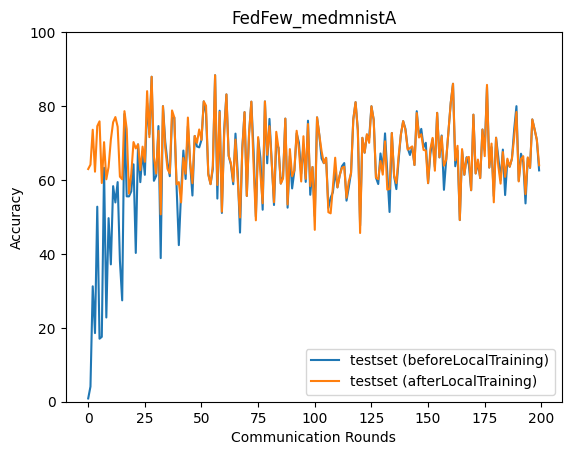 FedFew_medmnistA
100
80
60
40
20
0
Accuracy
0 25 50 75 100 125 150 175 200
Communication Rounds
testset (beforeLocalTraining)
testset (afterLocalTraining)